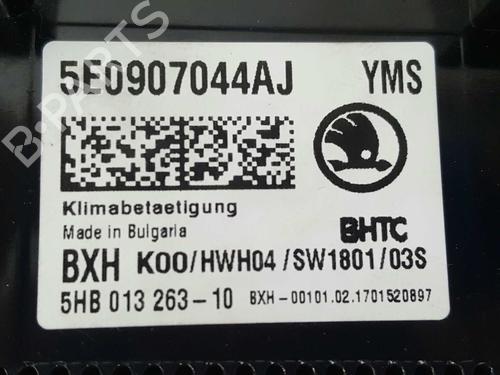 5E0907044AJ YMS
Klimabetaetigung
Made in Bulgaria BHTC
BXH K00/HWH04/SW1801/03S
5HB 013 263-10 BXH-00101.02.1701520897
B-PARTS